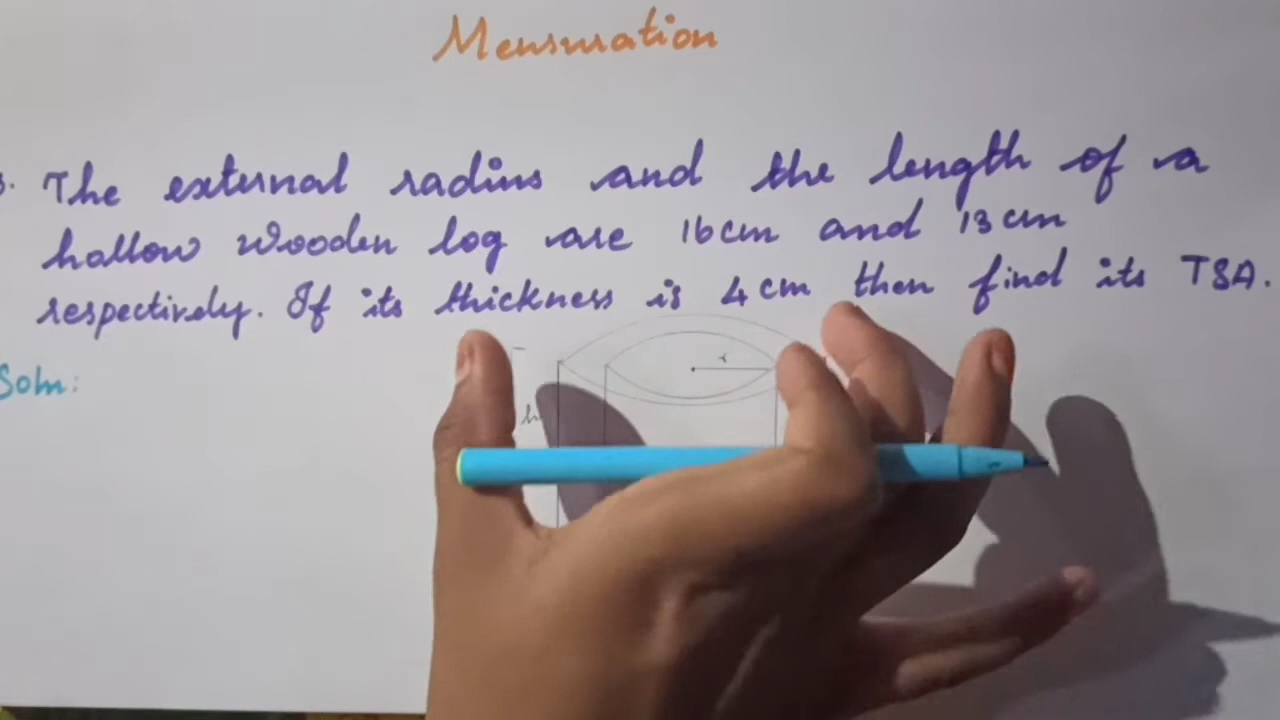 Mensuration
3. The external radius and the length of a
hollow wooden log are 16cm and 13cm
respectively. If its thickness is 4cm then find its TSA.
Soln:
r
h